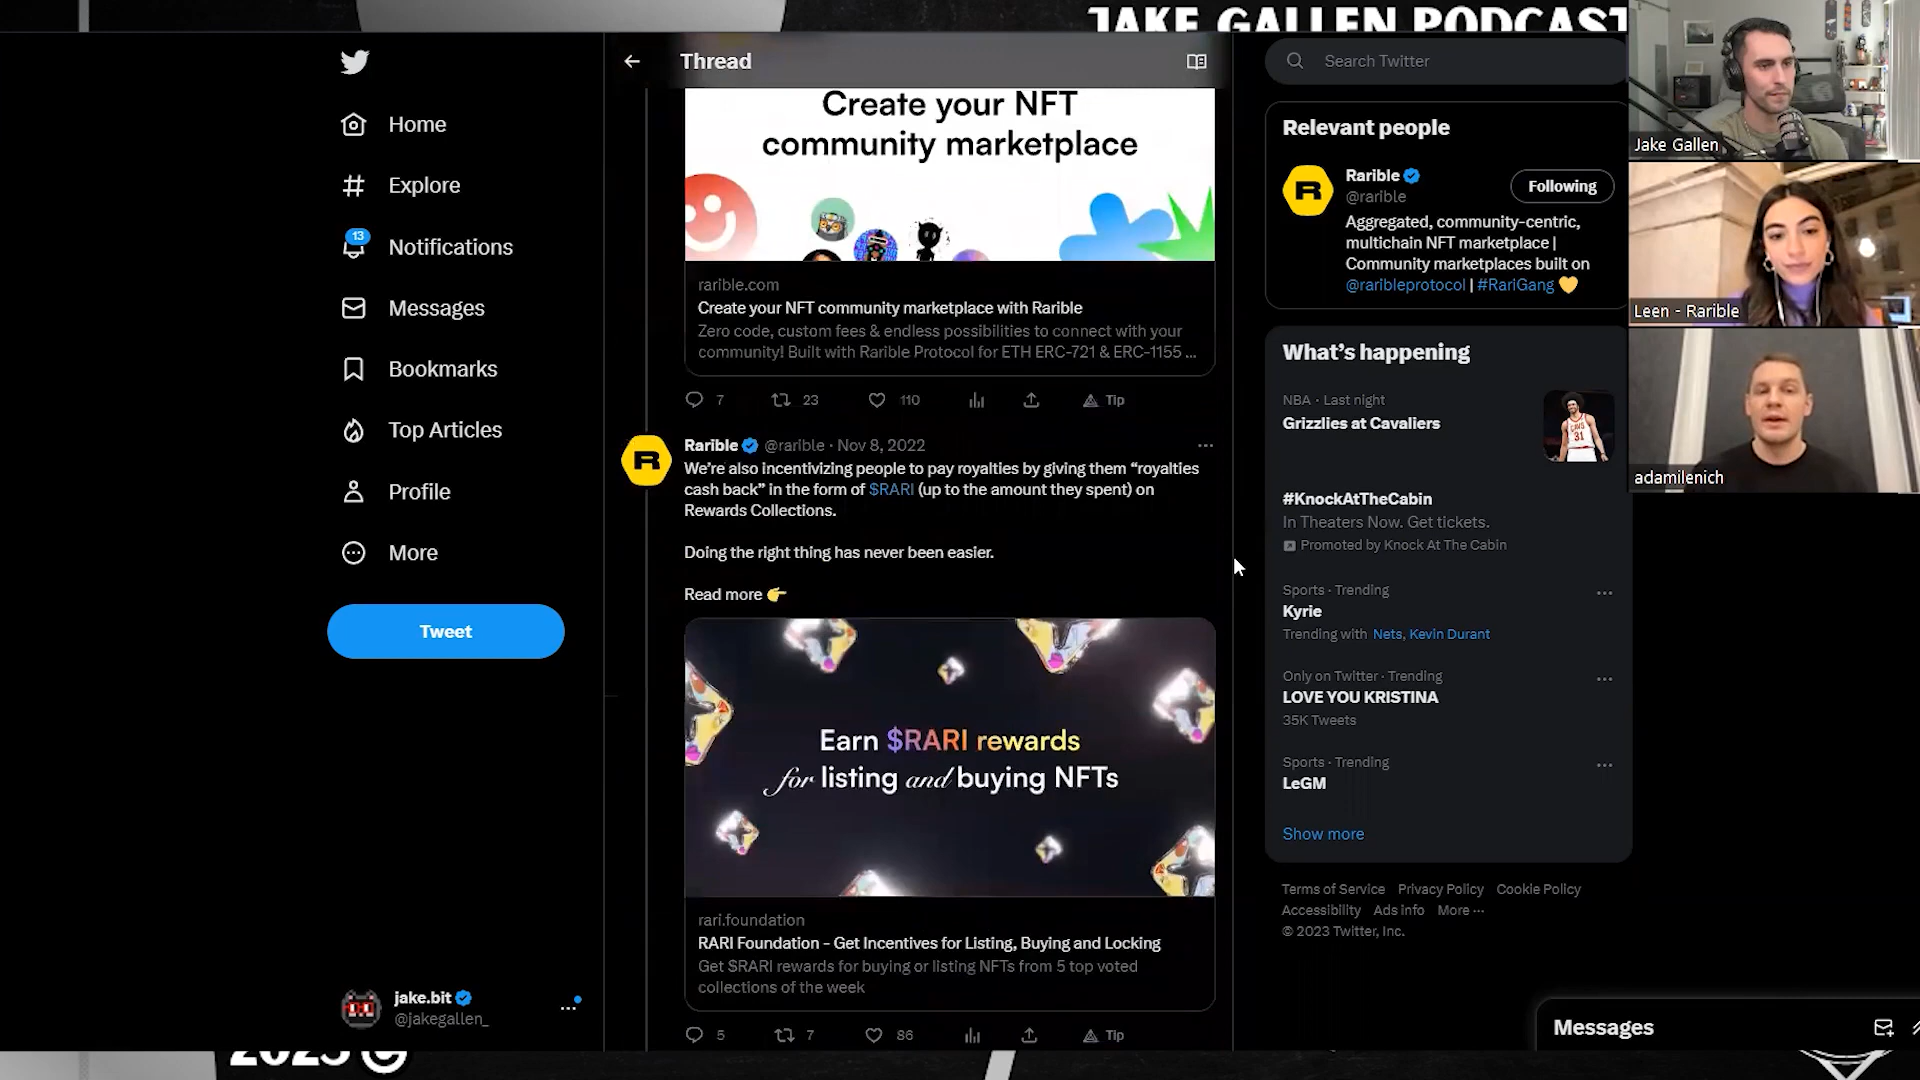 JAKE GALLEN PODCAST
Home
Explore
13
Notifications
Messages
Bookmarks
Top Articles
Profile
More
Tweet
jake.bit
@jakegallen_
Thread
Create your NFT
community marketplace
rarible.com
Create your NFT community marketplace with Rarible
Zero code, custom fees & endless possibilities to connect with your
community! Built with Rarible Protocol for ETH ERC-721 & ERC-1155 ...
7 23 110 Tip
R
Rarible @rarible · Nov 8, 2022
We're also incentivizing people to pay royalties by giving them “royalties
cash back” in the form of $RARI (up to the amount they spent) on
Rewards Collections.
Doing the right thing has never been easier.
Read more 👉
Earn $RARI rewards
for listing and buying NFTs
rari.foundation
RARI Foundation - Get Incentives for Listing, Buying and Locking
Get $RARI rewards for buying or listing NFTs from 5 top voted
collections of the week
5 7 86 Tip
Search Twitter
Relevant people
R
Rarible
@rarible
Following
Aggregated, community-centric,
multichain NFT marketplace |
Community marketplaces built on
@raribleprotocol | #RariGang 💛
What's happening
NBA · Last night
Grizzlies at Cavaliers
CAVS
31
#KnockAtTheCabin
In Theaters Now. Get tickets.
Promoted by Knock At The Cabin
Sports · Trending
Kyrie
Trending with Nets, Kevin Durant
Only on Twitter · Trending
LOVE YOU KRISTINA
35K Tweets
Sports · Trending
LeGM
Show more
Terms of Service Privacy Policy Cookie Policy
Accessibility Ads info More ···
© 2023 Twitter, Inc.
Messages
Jake Gallen
Leen - Rarible
adamilenich
2023 ©